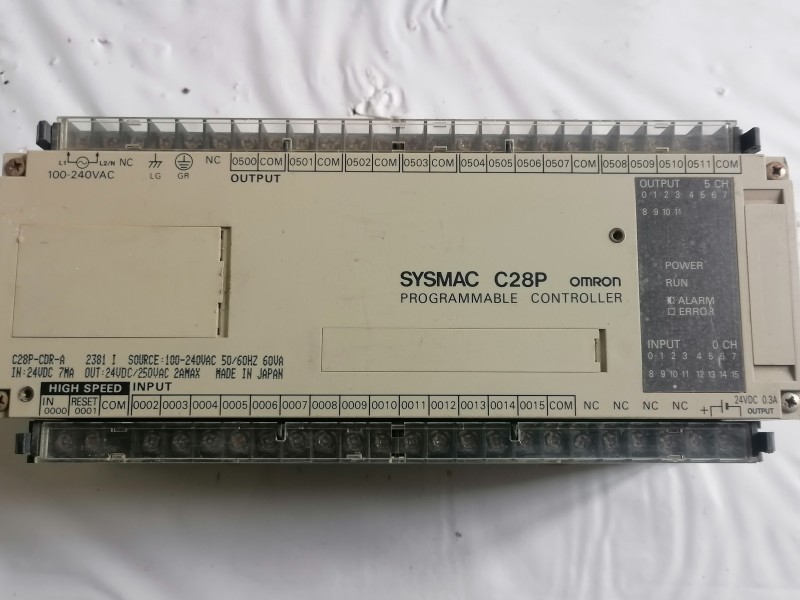 L1 L2/N NC LG GR NC 0500 COM 0501 COM 0502 COM 0503 COM 0504 0505 0506 0507 COM 0508 0509 0510 0511 COM
100-240VAC
OUTPUT
OUTPUT 5 CH
0 1 2 3 4 5 6 7
8 9 10 11
POWER
RUN
ALARM
ERROR
INPUT 0 CH
0 1 2 3 4 5 6 7
8 9 10 11 12 13 14 15
SYSMAC C28P omron
PROGRAMMABLE CONTROLLER
C28P-CDR-A 2381 I SOURCE:100-240VAC 50/60HZ 60VA
IN:24VDC 7MA OUT:24VDC/250VAC 2AMAX MADE IN JAPAN
HIGH SPEED INPUT
IN 0000 RESET 0001 COM 0002 0003 0004 0005 0006 0007 0008 0009 0010 0011 0012 0013 0014 0015 COM NC NC NC NC + 24VDC 0.3A OUTPUT